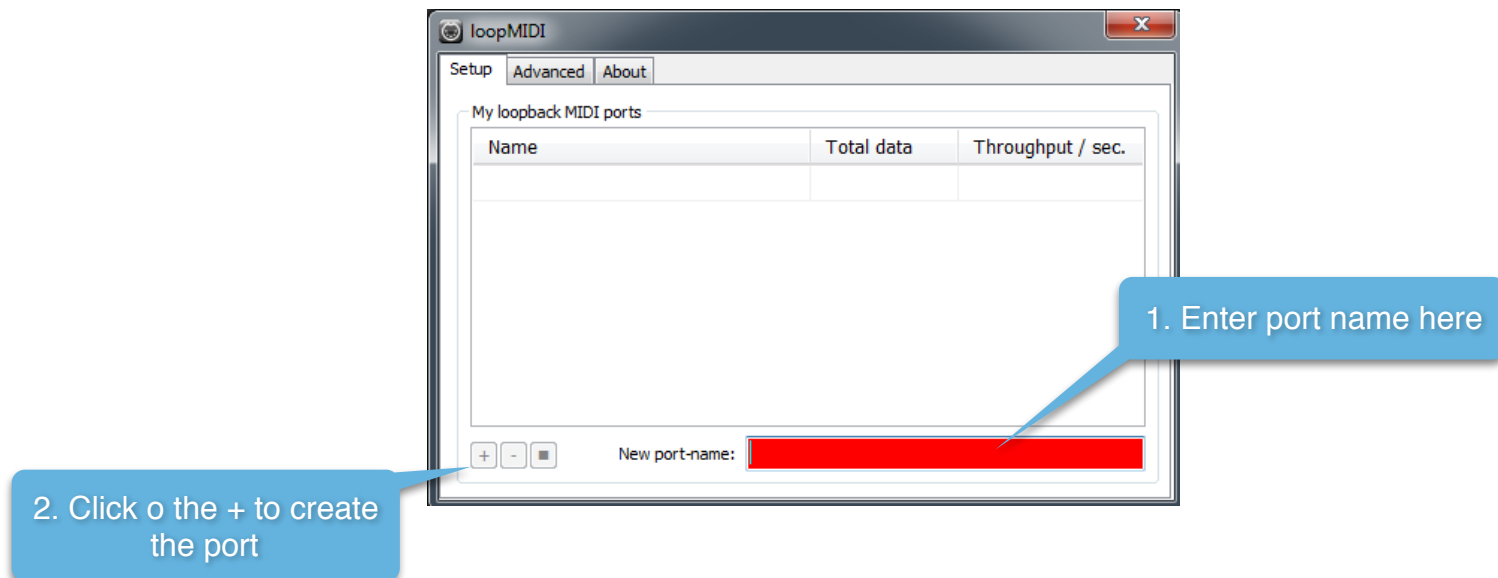 loopMIDI
Setup Advanced About
My loopback MIDI ports
Name Total data Throughput / sec.
1. Enter port name here
+ - ■ New port-name:
2. Click o the + to create
the port